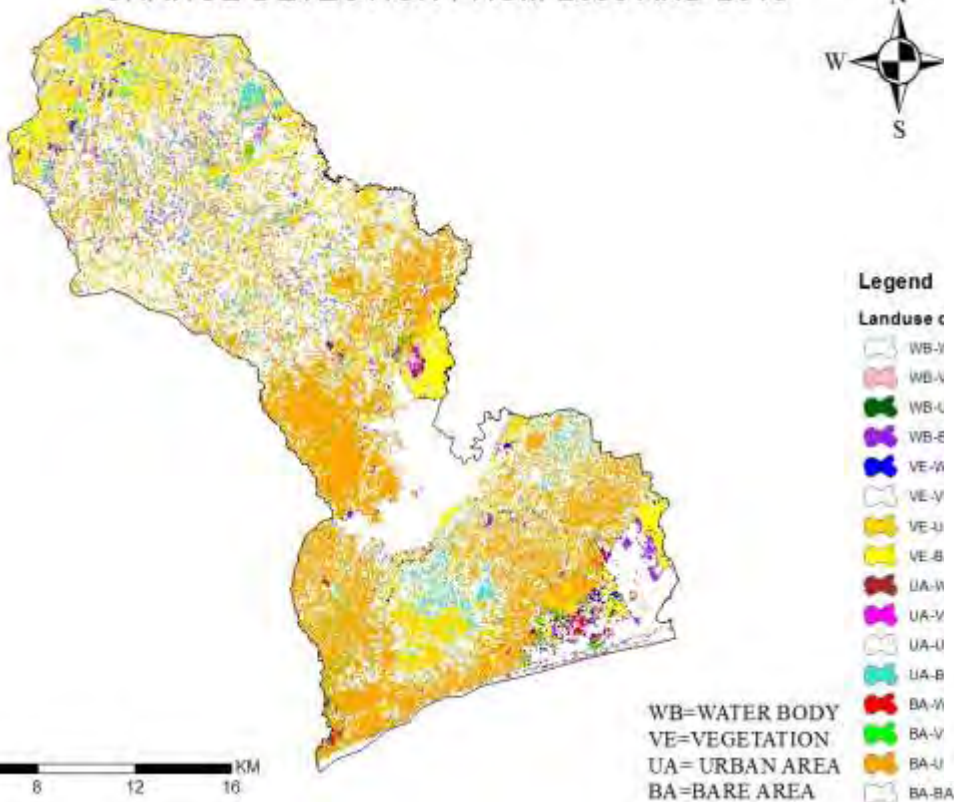 N
W
S
Legend
Landuse c
WB-W
WB-V
WB-U
WB-B
VE-W
VE-V
VE-U
VE-B
UA-W
UA-V
UA-U
UA-B
BA-W
BA-V
BA-U
BA-BA
WB=WATER BODY
VE=VEGETATION
UA= URBAN AREA
BA=BARE AREA
KM
8 12 16